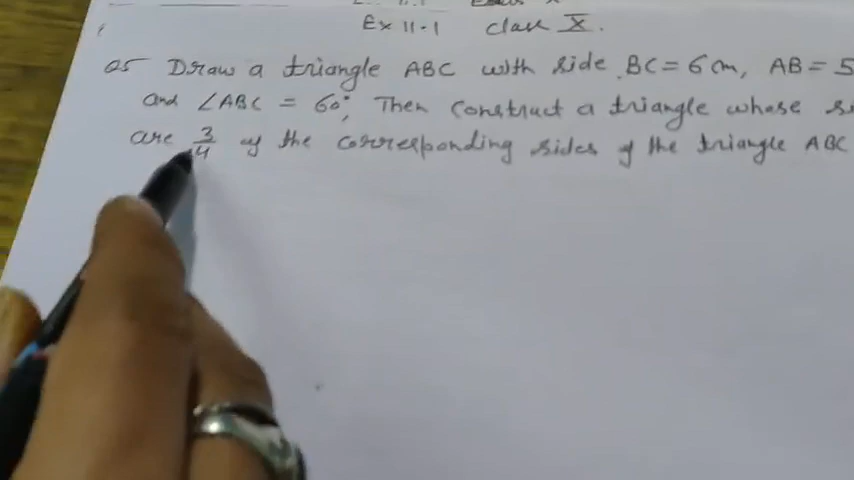 Ex 11.1 class X.
Q5 Draw a triangle ABC with side BC = 6 cm, AB = 5
and ∠ABC = 60°, Then construct a triangle whose
are 3/4 of the corresponding sides of the triangle ABC